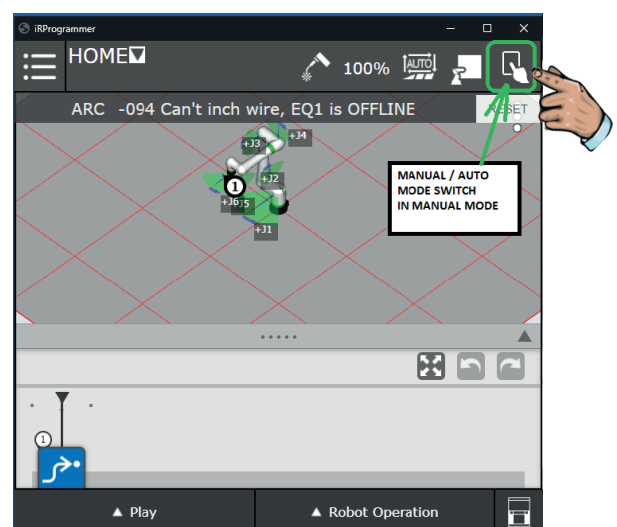 iRProgrammer
HOME
100%
AUTO
ARC -094 Can't inch wire, EQ1 is OFFLINE
RESET
+J3
+J4
+J2
1
+J6
J5
+J1
MANUAL / AUTO
MODE SWITCH
IN MANUAL MODE
1
Play
Robot Operation